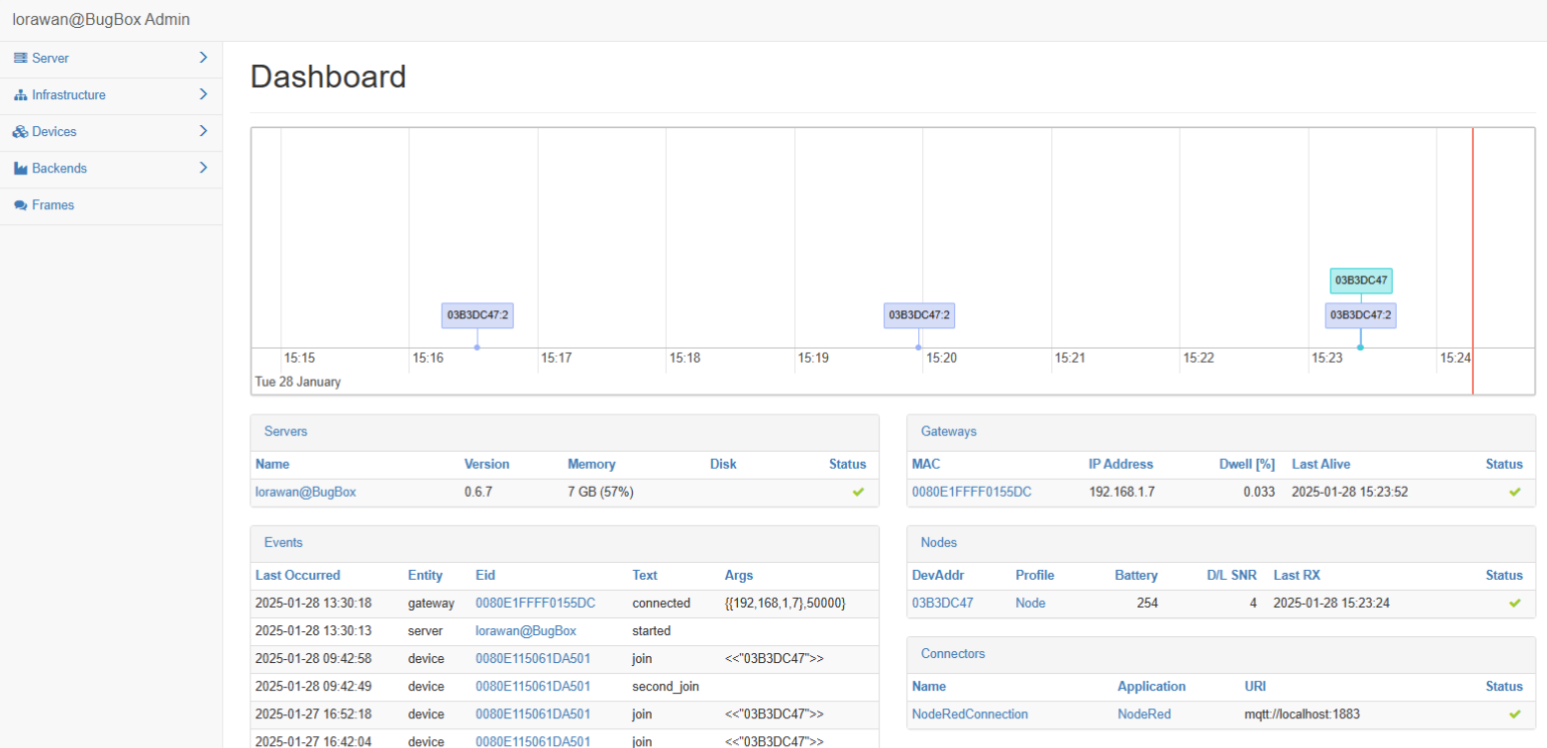 lorawan@BugBox Admin
Server
Infrastructure
Devices
Backends
Frames
Dashboard
03B3DC47
03B3DC47:2 03B3DC47:2 03B3DC47:2
15:15 15:16 15:17 15:18 15:19 15:20 15:21 15:22 15:23 15:24
Tue 28 January
Servers
Name Version Memory Disk Status
lorawan@BugBox 0.6.7 7 GB (57%)
Gateways
MAC IP Address Dwell [%] Last Alive Status
0080E1FFFF0155DC 192.168.1.7 0.033 2025-01-28 15:23:52
Events
Last Occurred Entity Eid Text Args
2025-01-28 13:30:18 gateway 0080E1FFFF0155DC connected {{192,168,1,7},50000}
2025-01-28 13:30:13 server lorawan@BugBox started
2025-01-28 09:42:58 device 0080E115061DA501 join <<"03B3DC47">>
2025-01-28 09:42:49 device 0080E115061DA501 second_join
2025-01-27 16:52:18 device 0080E115061DA501 join <<"03B3DC47">>
2025-01-27 16:42:04 device 0080E115061DA501 join <<"03B3DC47">>
Nodes
DevAddr Profile Battery D/L SNR Last RX Status
03B3DC47 Node 254 4 2025-01-28 15:23:24
Connectors
Name Application URI Status
NodeRedConnection NodeRed mqtt://localhost:1883